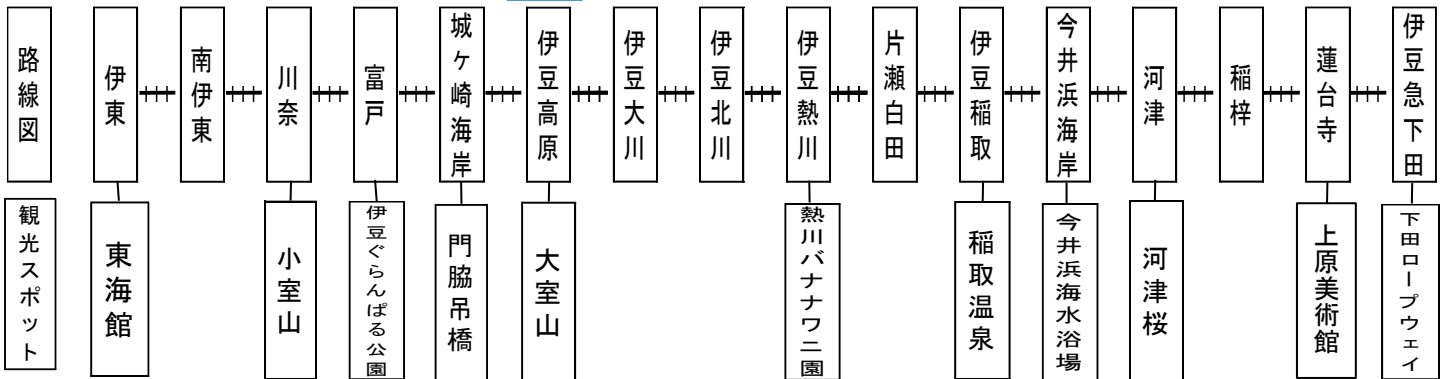 路線図
伊東
南伊東
川奈
富戸
城ヶ崎海岸
伊豆高原
伊豆大川
伊豆北川
伊豆熱川
片瀬白田
伊豆稲取
今井浜海岸
河津
稲梓
蓮台寺
伊豆急下田
観光スポット
東海館
小室山
伊豆ぐらんぱる公園
門脇吊橋
大室山
熱川バナナワニ園
稲取温泉
今井浜海水浴場
河津桜
上原美術館
下田ロープウェイ